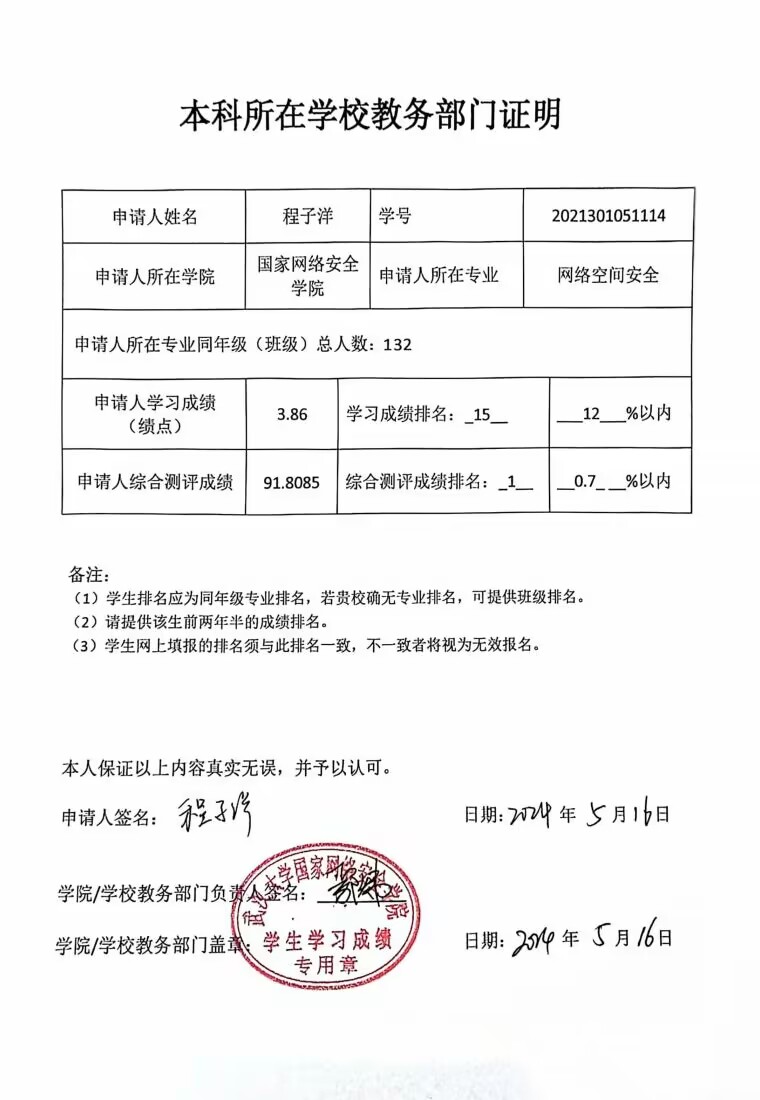 本科所在学校教务部门证明
申请人姓名 程子洋 学号 2021301051114
申请人所在学院 国家网络安全学院 申请人所在专业 网络空间安全
申请人所在专业同年级（班级）总人数：132
申请人学习成绩（绩点） 3.86 学习成绩排名：_15__ ___12___%以内
申请人综合测评成绩 91.8085 综合测评成绩排名：_1__ __0.7_ __%以内
备注：
（1）学生排名应为同年级专业排名，若贵校确无专业排名，可提供班级排名。
（2）请提供该生前两年半的成绩排名。
（3）学生网上填报的排名须与此排名一致，不一致者将视为无效报名。
本人保证以上内容真实无误，并予以认可。
申请人签名：程子洋 日期：2024年5月16日
学院/学校教务部门负责人签名：
学院/学校教务部门盖章： 日期：2024年5月16日
武汉大学国家网络安全学院
学生学习成绩
专用章